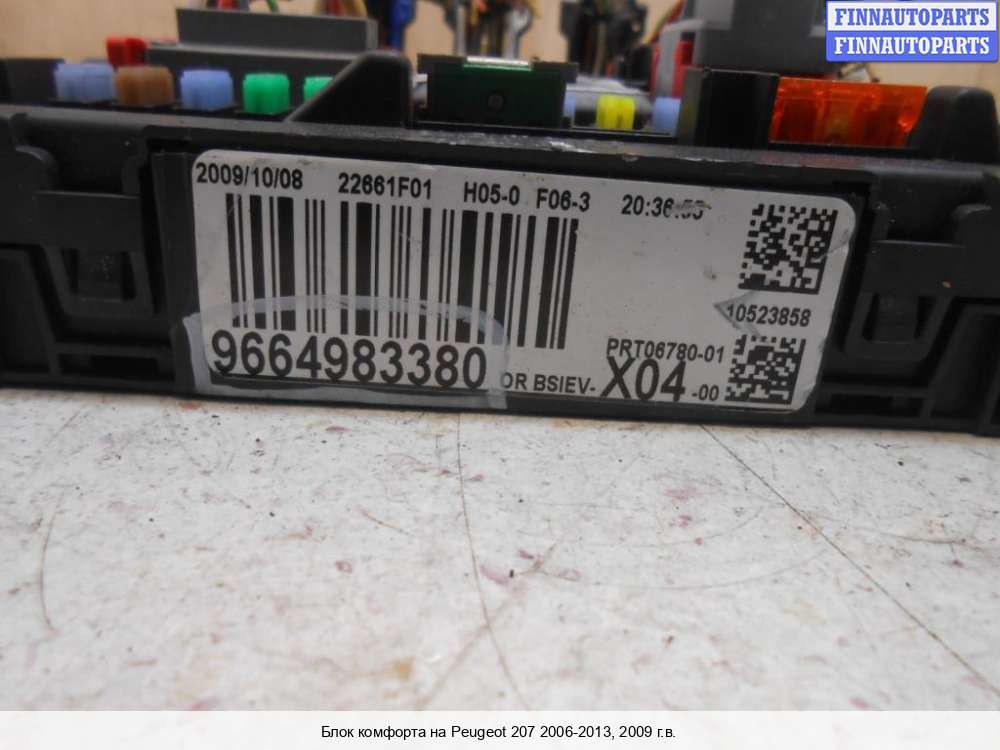 FINNAUTOPARTS
FINNAUTOPARTS
2009/10/08 22661F01 H05-0 F06-3 20:36:55
10523858
PRT06780-01
9664983380 OR BSIEV-X04-00
Блок комфорта на Peugeot 207 2006-2013, 2009 г.в.